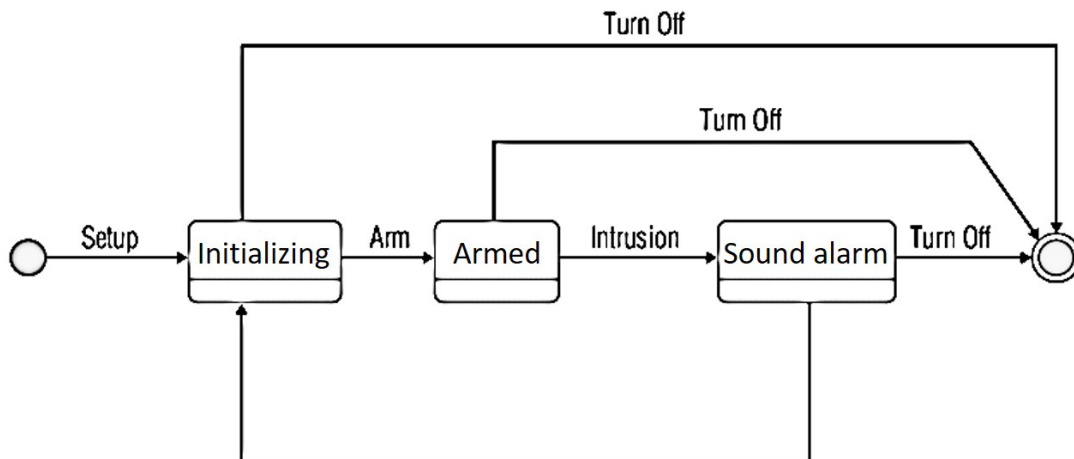 Turn Off
Turn Off
Setup
Initializing
Arm
Armed
Intrusion
Sound alarm
Turn Off